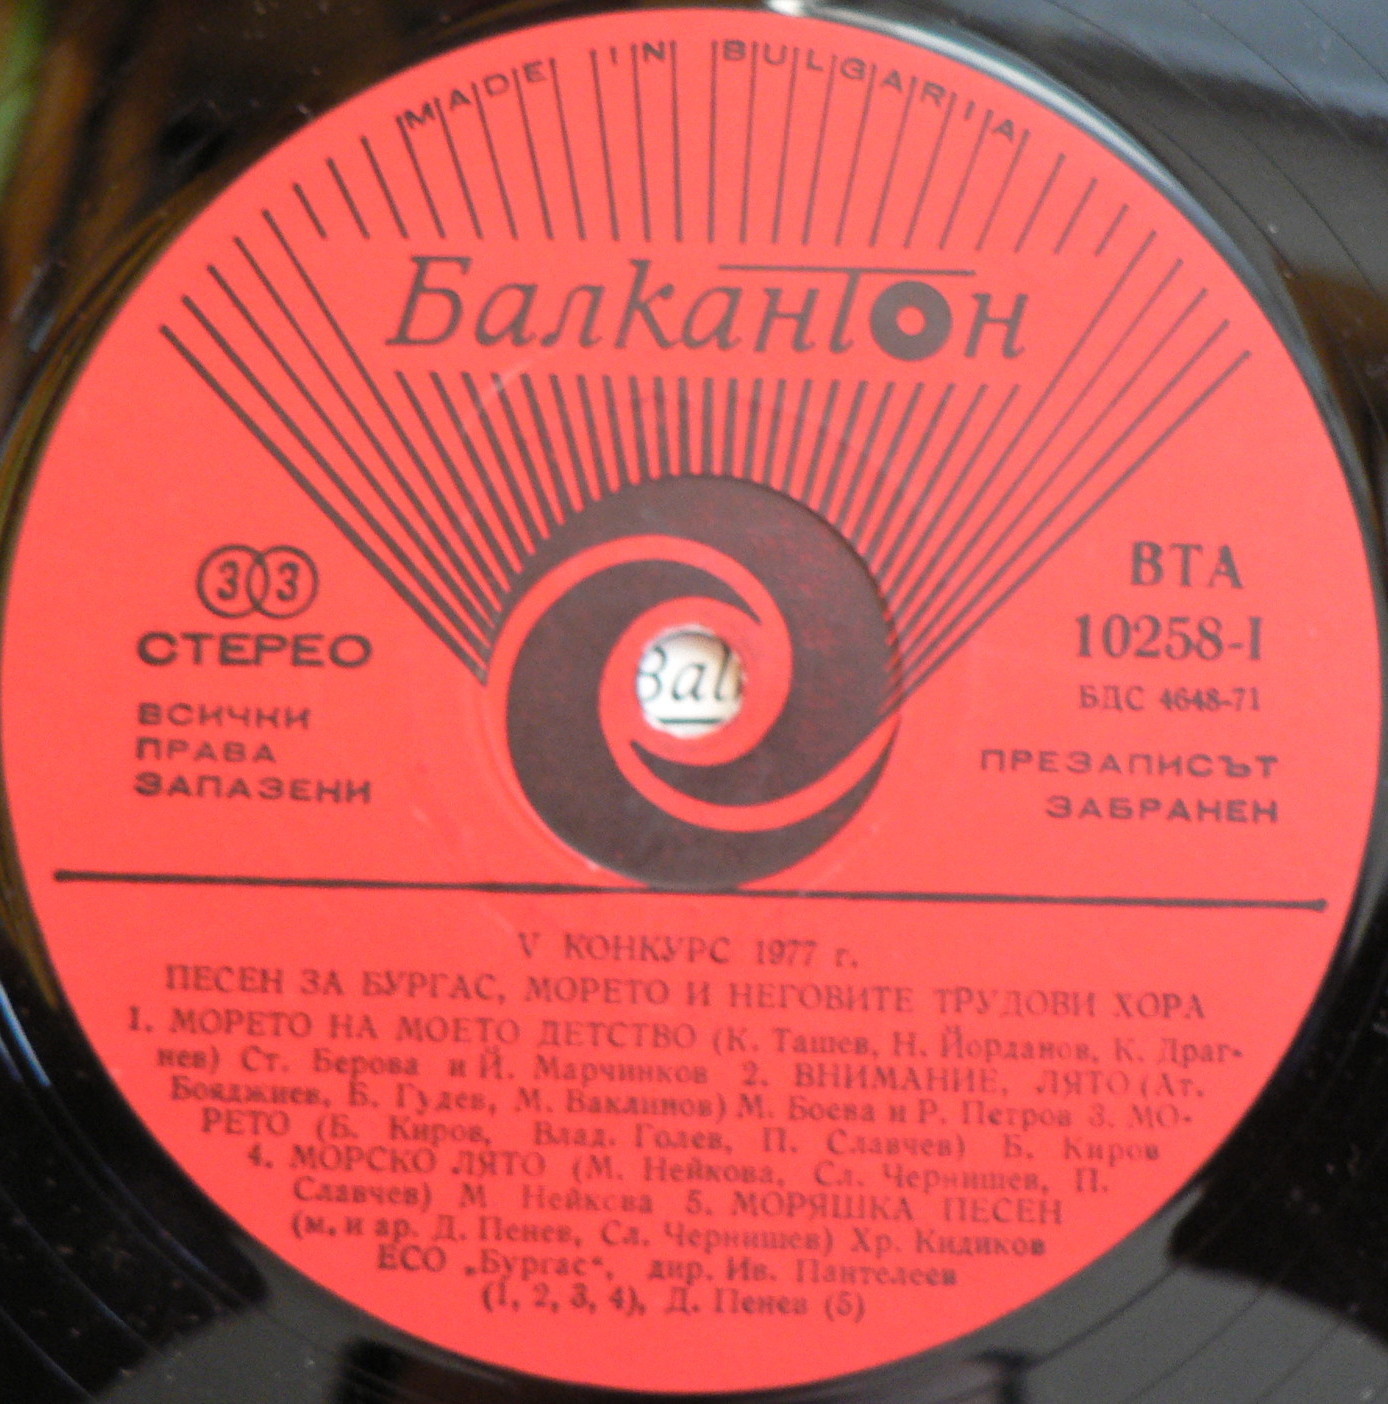 MADE IN BULGARIA
Балкантон
33
СТЕРЕО
ВСИЧКИ
ПРАВА
ЗАПАЗЕНИ
Bal
ВТА
10258-I
БДС 4648-71
ПРЕЗАПИСЪТ
ЗАБРАНЕН
V КОНКУРС 1977 г.
ПЕСЕН ЗА БУРГАС, МОРЕТО И НЕГОВИТЕ ТРУДОВИ ХОРА
1. МОРЕТО НА МОЕТО ДЕТСТВО (К. Ташев, Н. Йорданов, К. Драг-
нев) Ст. Берова и Й. Марчинков 2. ВНИМАНИЕ, ЛЯТО (Ат.
Бояджиев, Б. Гудев, М. Ваклинов) М. Боева и Р. Петров 3. МО-
РЕТО (Б. Киров, Влад. Голев, П. Славчев) Б. Киров
4. МОРСКО ЛЯТО (М. Нейкова, Сл. Чернишев, П.
Славчев) М. Нейкова 5. МОРЯШКА ПЕСЕН
(м. и ар. Д. Пенев, Сл. Чернишев) Хр. Кидиков
ЕСО „Бургас“, дир. Ив. Пантелеев
(1, 2, 3, 4), Д. Пенев (5)